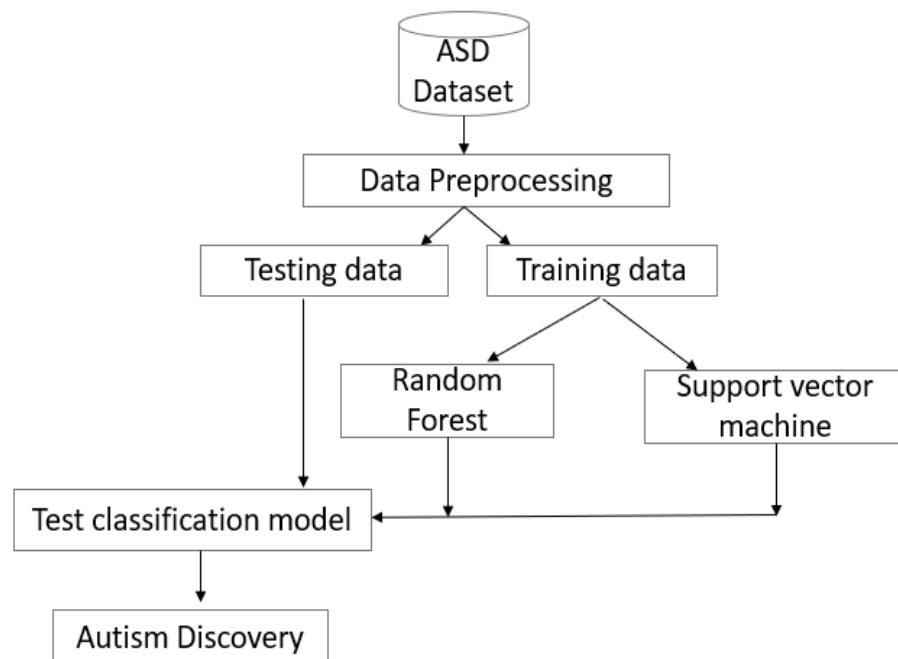 ASD
Dataset
Data Preprocessing
Testing data
Training data
Random
Forest
Support vector
machine
Test classification model
Autism Discovery